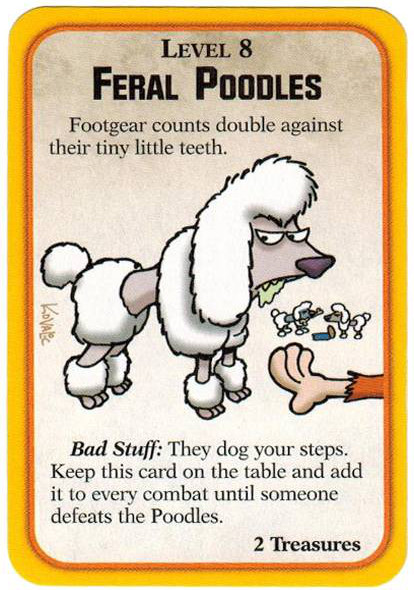 LEVEL 8
FERAL POODLES
Footgear counts double against
their tiny little teeth.
Kovalic
Bad Stuff: They dog your steps.
Keep this card on the table and add
it to every combat until someone
defeats the Poodles.
2 Treasures